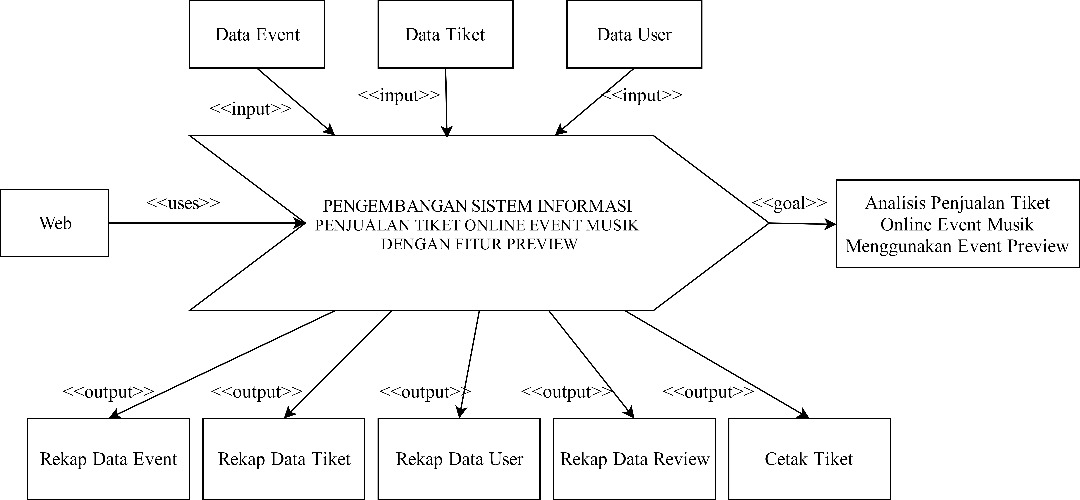 Data Event
Data Tiket
Data User
<<input>>
<<input>>
<<input>>
Web
<<uses>>
PENGEMBANGAN SISTEM INFORMASI
PENJUALAN TIKET ONLINE EVENT MUSIK
DENGAN FITUR PREVIEW
<<goal>>
Analisis Penjualan Tiket
Online Event Musik
Menggunakan Event Preview
<<output>>
<<output>>
<<output>>
<<output>>
<<output>>
Rekap Data Event
Rekap Data Tiket
Rekap Data User
Rekap Data Review
Cetak Tiket